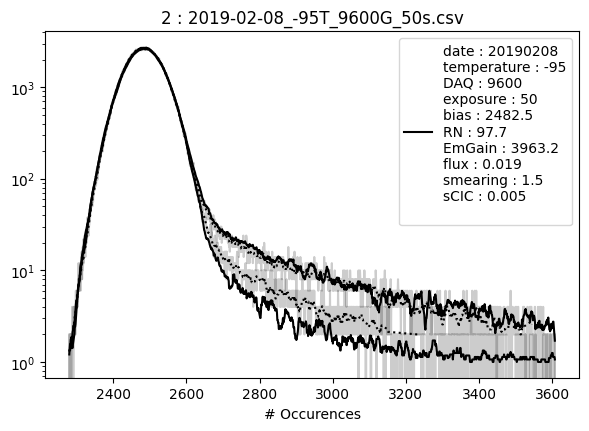 2 : 2019-02-08_-95T_9600G_50s.csv
date : 20190208
temperature : -95
DAQ : 9600
exposure : 50
bias : 2482.5
RN : 97.7
EmGain : 3963.2
flux : 0.019
smearing : 1.5
sCIC : 0.005
10³
10²
10¹
10⁰
2400 2600 2800 3000 3200 3400 3600
# Occurences